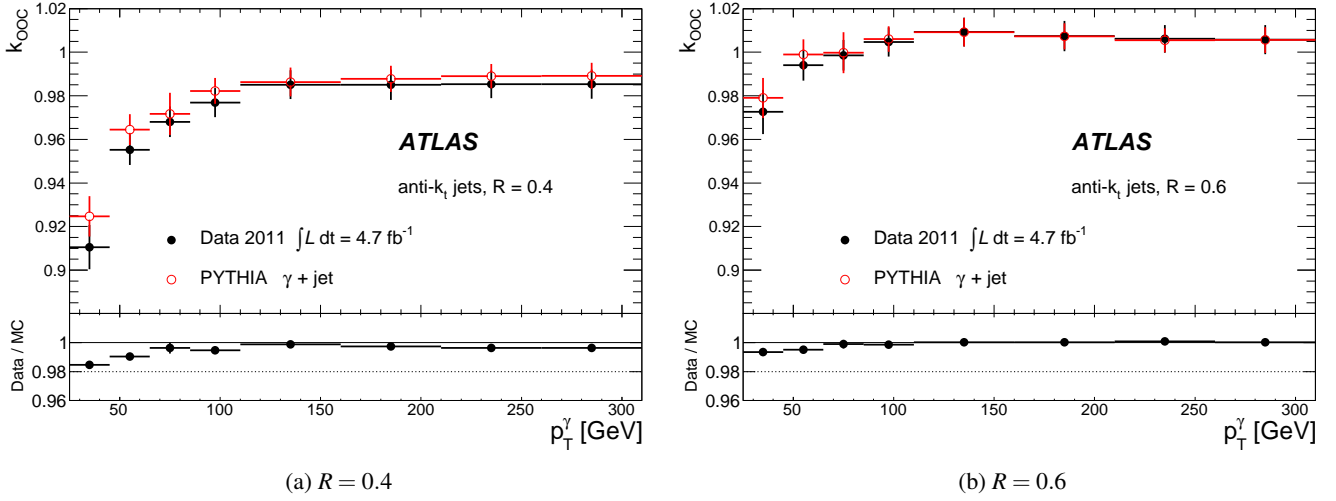 k_OOC
1.02
1
0.98
0.96
0.94
0.92
0.9
ATLAS
anti-k_t jets, R = 0.4
Data 2011 ∫L dt = 4.7 fb⁻¹
PYTHIA γ + jet
Data / MC
1
0.98
0.96
50 100 150 200 250 300
p_T^γ [GeV]
(a) R = 0.4
k_OOC
1.02
1
0.98
0.96
0.94
0.92
0.9
ATLAS
anti-k_t jets, R = 0.6
Data 2011 ∫L dt = 4.7 fb⁻¹
PYTHIA γ + jet
Data / MC
1
0.98
0.96
50 100 150 200 250 300
p_T^γ [GeV]
(b) R = 0.6